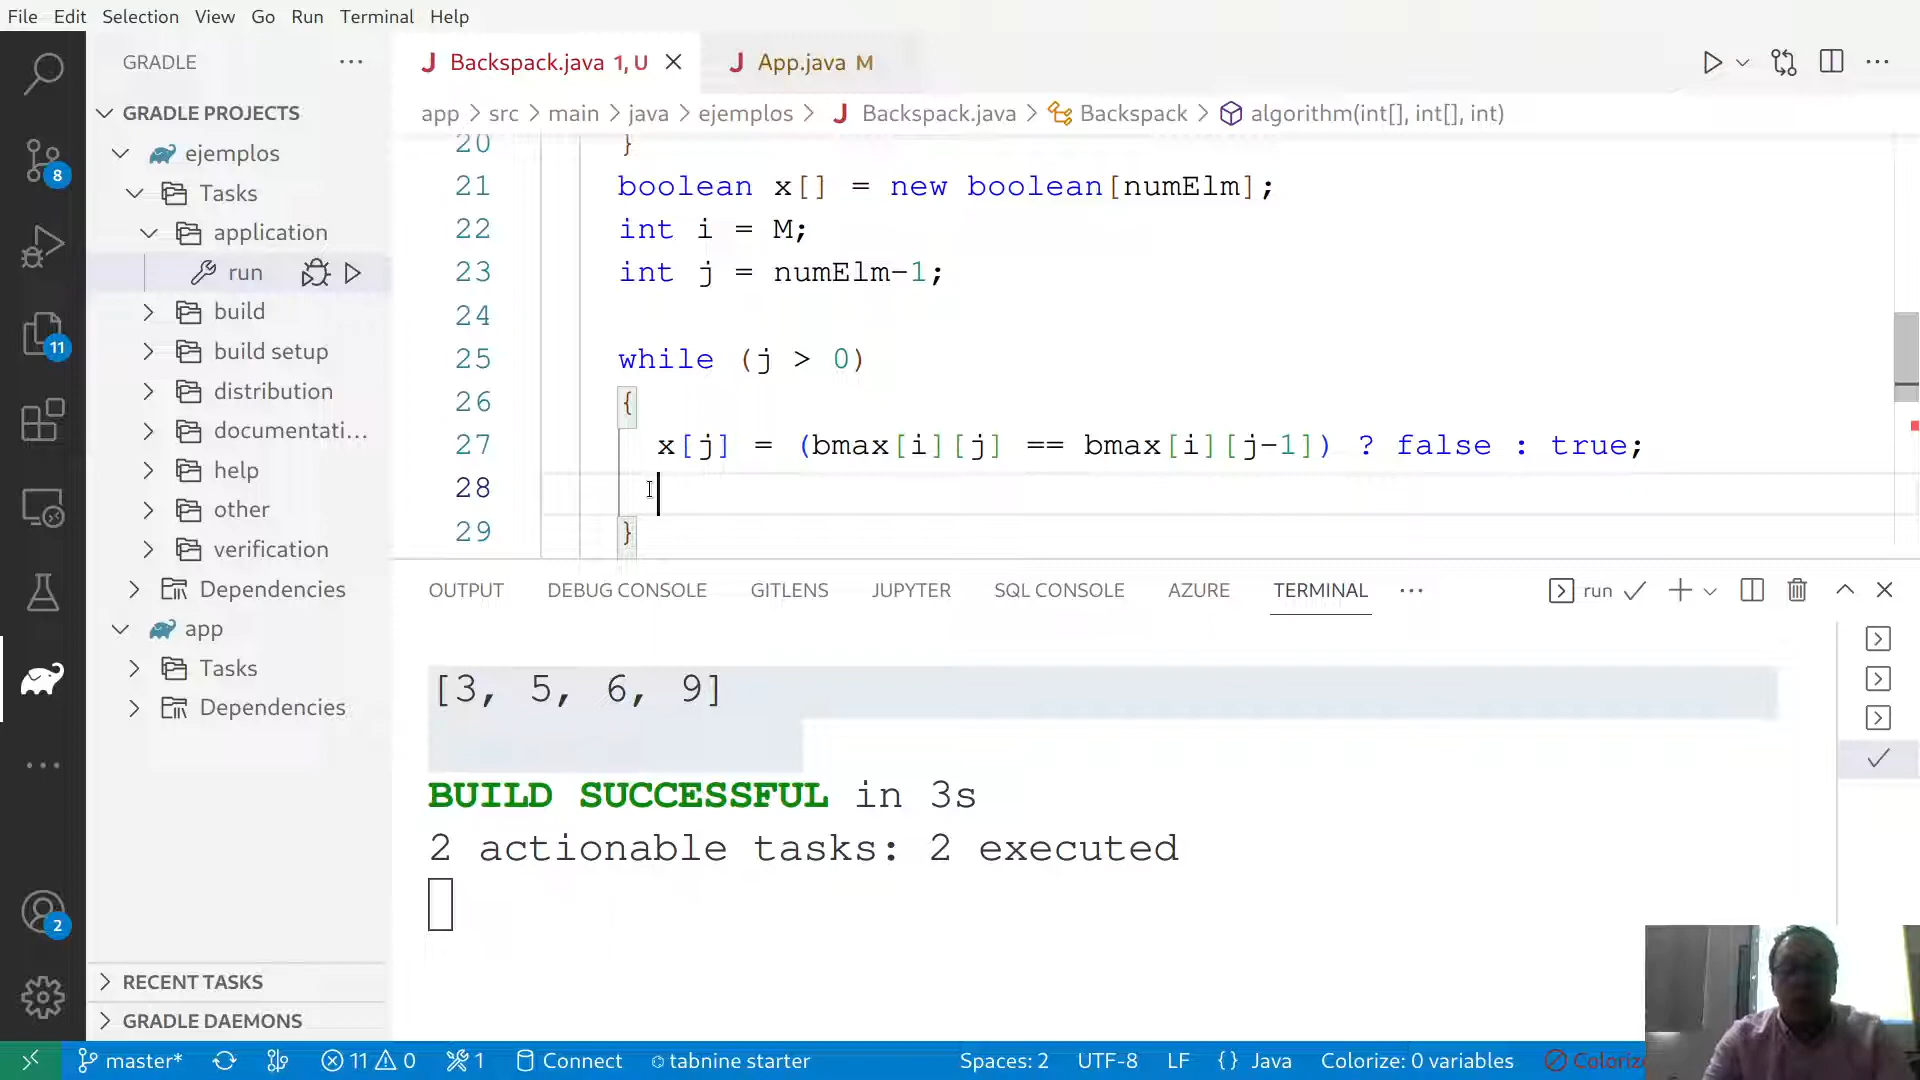 File Edit Selection View Go Run Terminal Help
GRADLE ...
Backspack.java 1, U
App.java M
GRADLE PROJECTS
app > src > main > java > ejemplos > Backspack.java > Backspack > algorithm(int[], int[], int)
ejemplos
Tasks
application
run
build
build setup
distribution
documentati...
help
other
verification
Dependencies
app
Tasks
Dependencies
RECENT TASKS
GRADLE DAEMONS
8
11
2
20 }
21 boolean x[] = new boolean[numElm];
22 int i = M;
23 int j = numElm-1;
24
25 while (j > 0)
26 {
27 x[j] = (bmax[i][j] == bmax[i][j-1]) ? false : true;
28
29 }
OUTPUT DEBUG CONSOLE GITLENS JUPYTER SQL CONSOLE AZURE TERMINAL ... run
[3, 5, 6, 9]
BUILD SUCCESSFUL in 3s
2 actionable tasks: 2 executed
master* 11 0 1 Connect tabnine starter Spaces: 2 UTF-8 LF {} Java Colorize: 0 variables